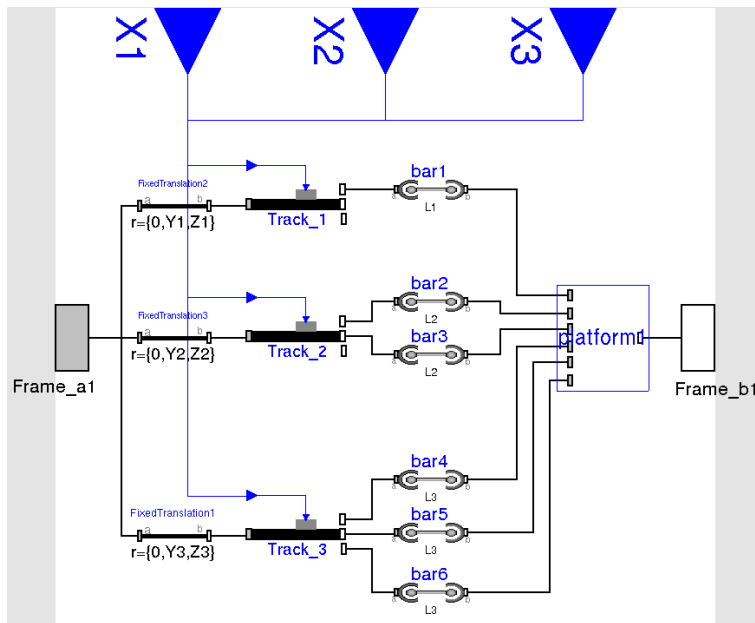 X1
X2
X3
FixedTranslation2
a
b
r={0,Y1,Z1}
Track_1
bar1
a
b
L1
FixedTranslation3
a
b
r={0,Y2,Z2}
Track_2
bar2
a
b
L2
bar3
a
b
L2
platform1
Frame_a1
Frame_b1
FixedTranslation1
a
b
r={0,Y3,Z3}
Track_3
bar4
a
b
L3
bar5
a
b
L3
bar6
a
b
L3